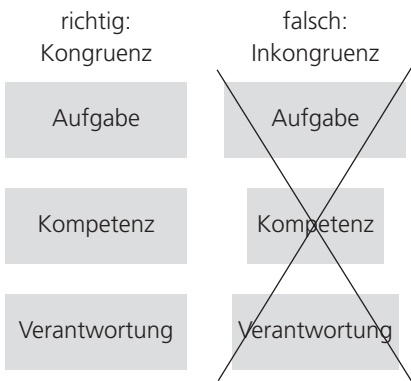 richtig:
Kongruenz
Aufgabe
Kompetenz
Verantwortung
falsch:
Inkongruenz
Aufgabe
Kompetenz
Verantwortung